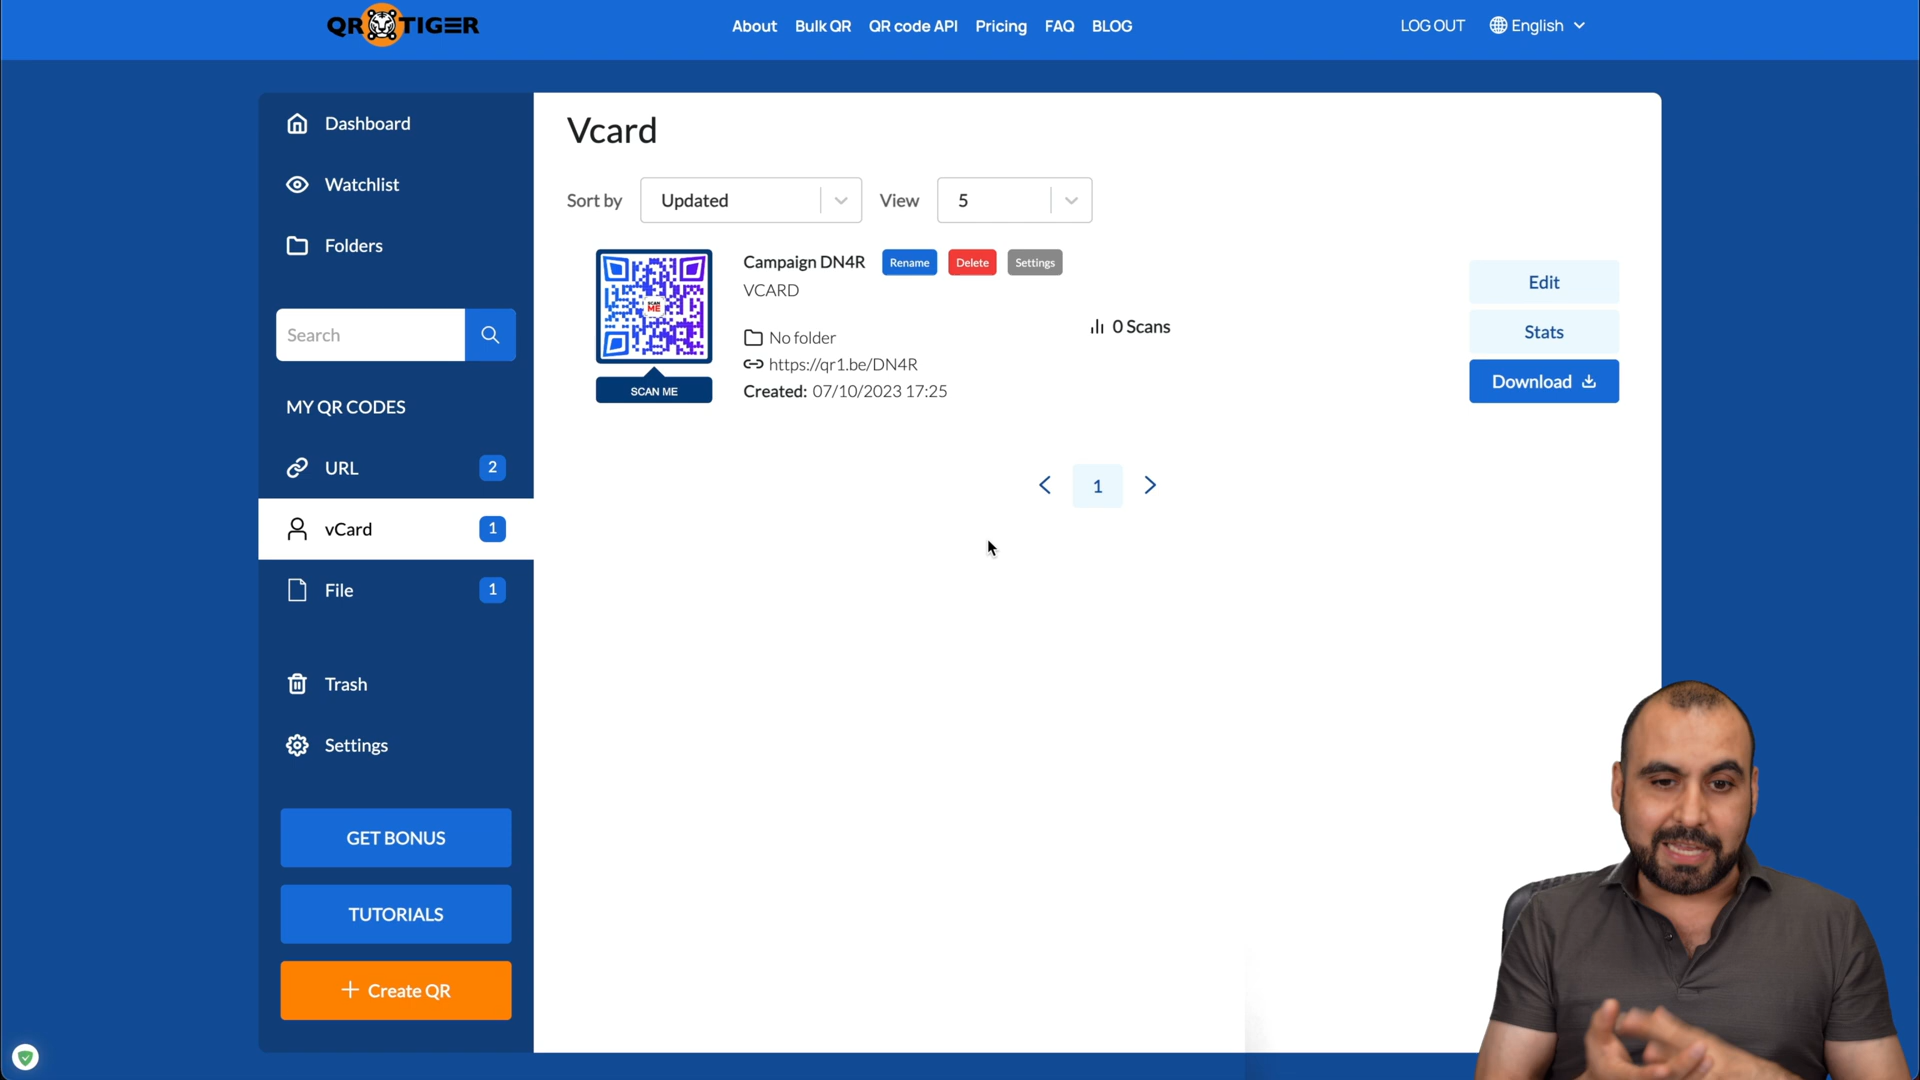 QR TIGER
About Bulk QR QR code API Pricing FAQ BLOG
LOG OUT English
Dashboard
Watchlist
Folders
Search
MY QR CODES
URL 2
vCard 1
File 1
Trash
Settings
GET BONUS
TUTORIALS
+ Create QR
Vcard
Sort by Updated View 5
Campaign DN4R Rename Delete Settings
VCARD
No folder
https://qr1.be/DN4R
Created: 07/10/2023 17:25
SCAN
ME
SCAN ME
0 Scans
Edit
Stats
Download
1